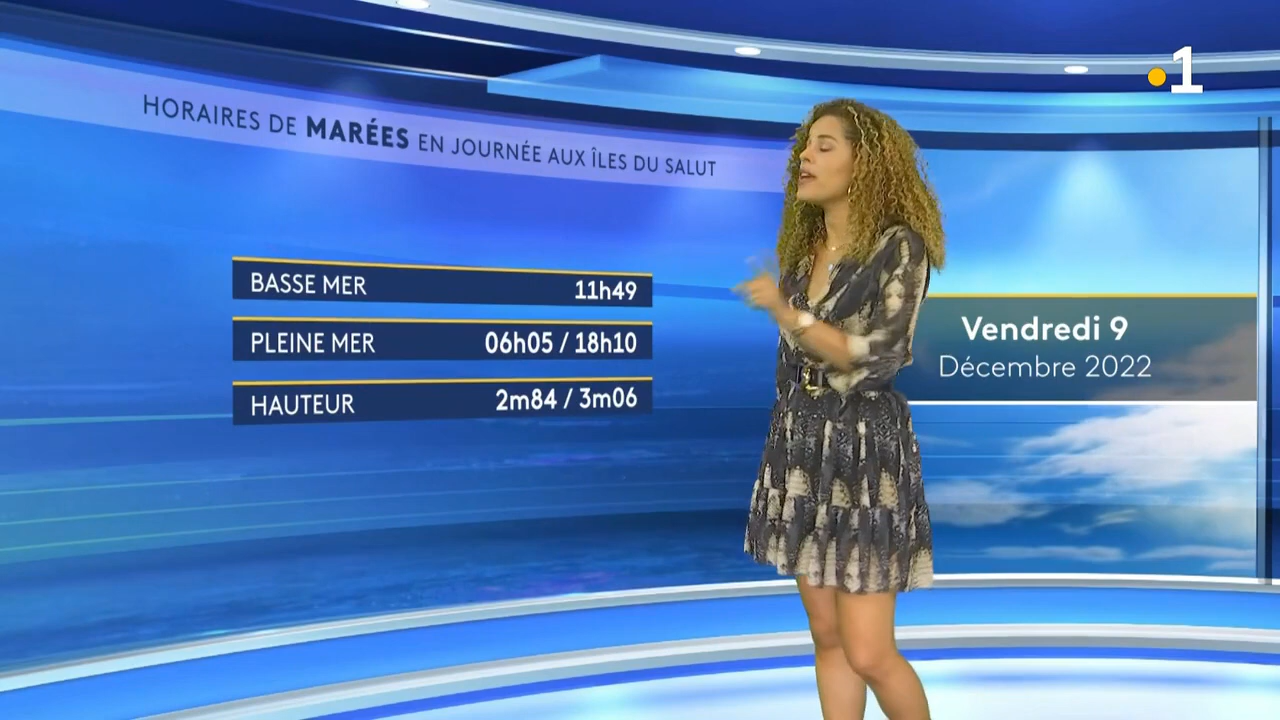 1
HORAIRES DE MARÉES EN JOURNÉE AUX ÎLES DU SALUT
BASSE MER 11h49
PLEINE MER 06h05 / 18h10
HAUTEUR 2m84 / 3m06
Vendredi 9
Décembre 2022